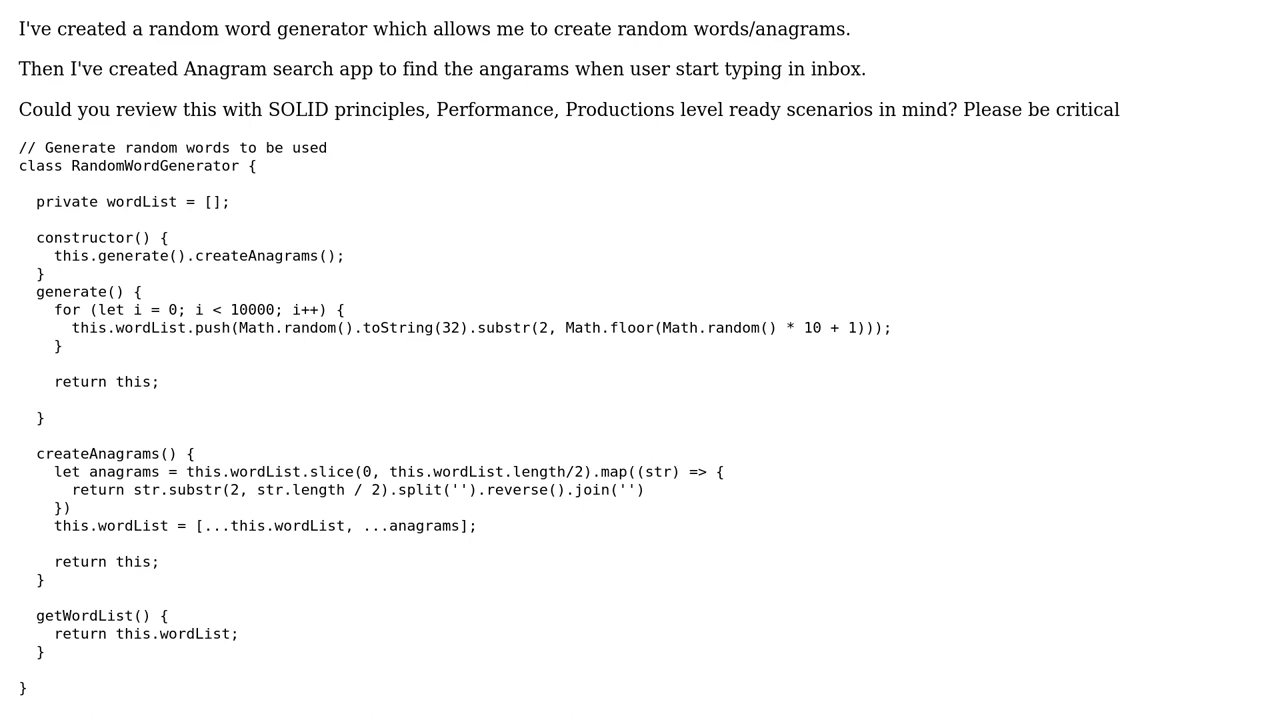 I've created a random word generator which allows me to create random words/anagrams.
Then I've created Anagram search app to find the angarams when user start typing in inbox.
Could you review this with SOLID principles, Performance, Productions level ready scenarios in mind? Please be critical
// Generate random words to be used
class RandomWordGenerator {
  private wordList = [];
  constructor() {
    this.generate().createAnagrams();
  }
  generate() {
    for (let i = 0; i < 10000; i++) {
      this.wordList.push(Math.random().toString(32).substr(2, Math.floor(Math.random() * 10 + 1)));
    }
    return this;
  }
  createAnagrams() {
    let anagrams = this.wordList.slice(0, this.wordList.length/2).map((str) => {
      return str.substr(2, str.length / 2).split('').reverse().join('')
    })
    this.wordList = [...this.wordList, ...anagrams];
    return this;
  }
  getWordList() {
    return this.wordList;
  }
}